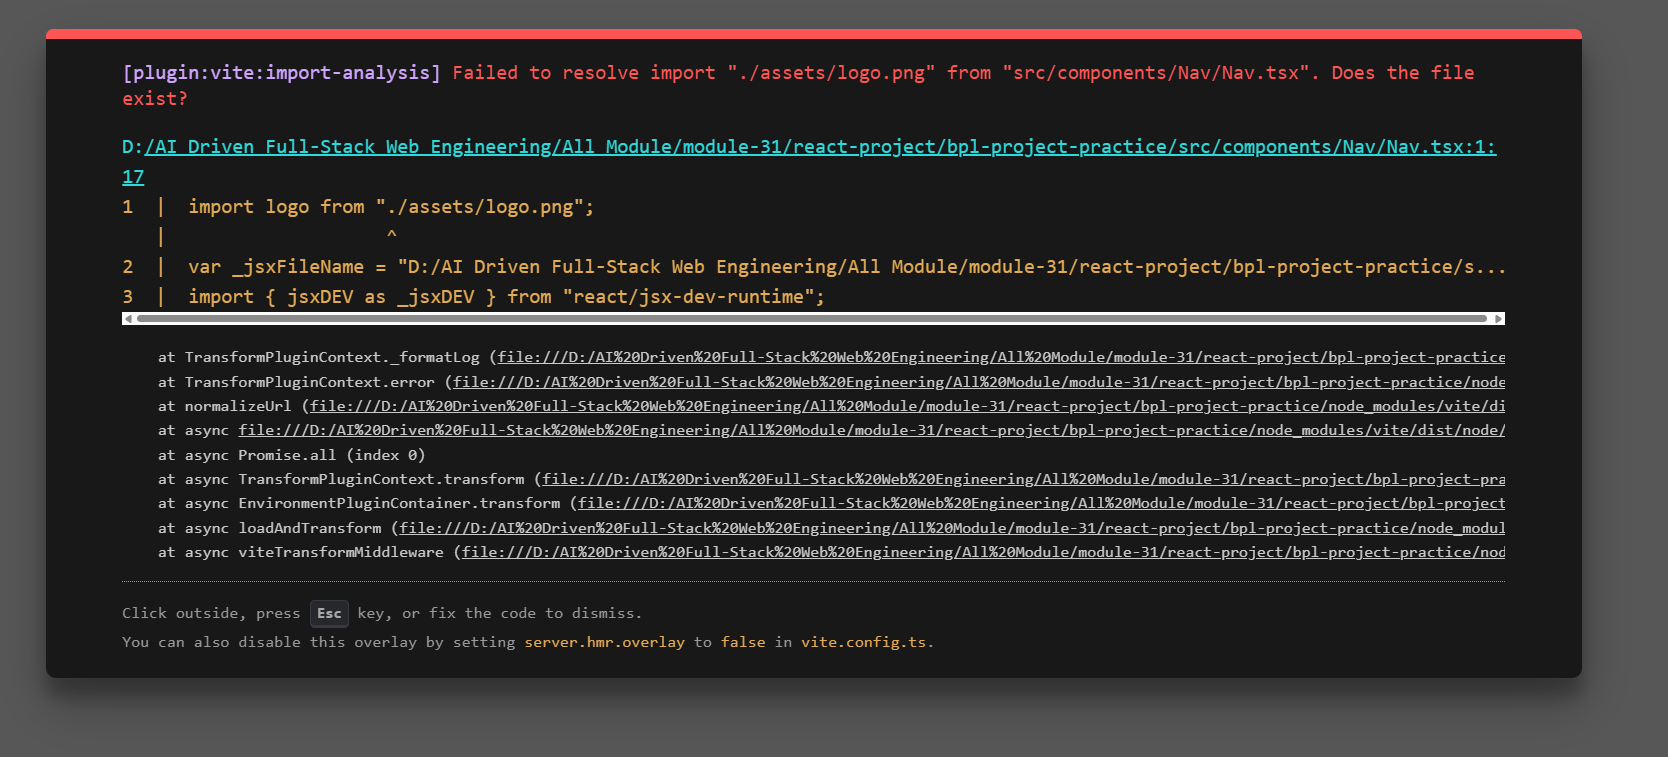 [plugin:vite:import-analysis] Failed to resolve import "./assets/logo.png" from "src/components/Nav/Nav.tsx". Does the file
exist?
D:/AI Driven Full-Stack Web Engineering/All Module/module-31/react-project/bpl-project-practice/src/components/Nav/Nav.tsx:1:
17
1  |  import logo from "./assets/logo.png";
   |                    ^
2  |  var _jsxFileName = "D:/AI Driven Full-Stack Web Engineering/All Module/module-31/react-project/bpl-project-practice/s...
3  |  import { jsxDEV as _jsxDEV } from "react/jsx-dev-runtime";
at TransformPluginContext._formatLog (file:///D:/AI%20Driven%20Full-Stack%20Web%20Engineering/All%20Module/module-31/react-project/bpl-project-practice
at TransformPluginContext.error (file:///D:/AI%20Driven%20Full-Stack%20Web%20Engineering/All%20Module/module-31/react-project/bpl-project-practice/node
at normalizeUrl (file:///D:/AI%20Driven%20Full-Stack%20Web%20Engineering/All%20Module/module-31/react-project/bpl-project-practice/node_modules/vite/di
at async file:///D:/AI%20Driven%20Full-Stack%20Web%20Engineering/All%20Module/module-31/react-project/bpl-project-practice/node_modules/vite/dist/node/
at async Promise.all (index 0)
at async TransformPluginContext.transform (file:///D:/AI%20Driven%20Full-Stack%20Web%20Engineering/All%20Module/module-31/react-project/bpl-project-pra
at async EnvironmentPluginContainer.transform (file:///D:/AI%20Driven%20Full-Stack%20Web%20Engineering/All%20Module/module-31/react-project/bpl-project
at async loadAndTransform (file:///D:/AI%20Driven%20Full-Stack%20Web%20Engineering/All%20Module/module-31/react-project/bpl-project-practice/node_modul
at async viteTransformMiddleware (file:///D:/AI%20Driven%20Full-Stack%20Web%20Engineering/All%20Module/module-31/react-project/bpl-project-practice/nod
Click outside, press Esc key, or fix the code to dismiss.
You can also disable this overlay by setting server.hmr.overlay to false in vite.config.ts.